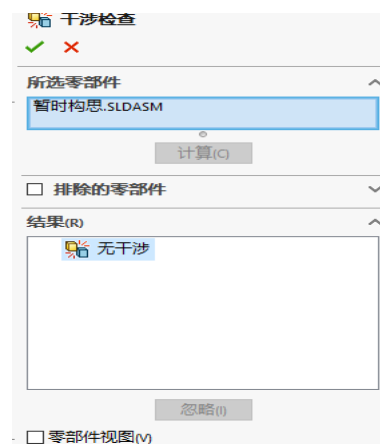 干涉检查
所选零部件
暂时构思.SLDASM
计算(C)
排除的零部件
结果(R)
无干涉
忽略(I)
零部件视图(V)